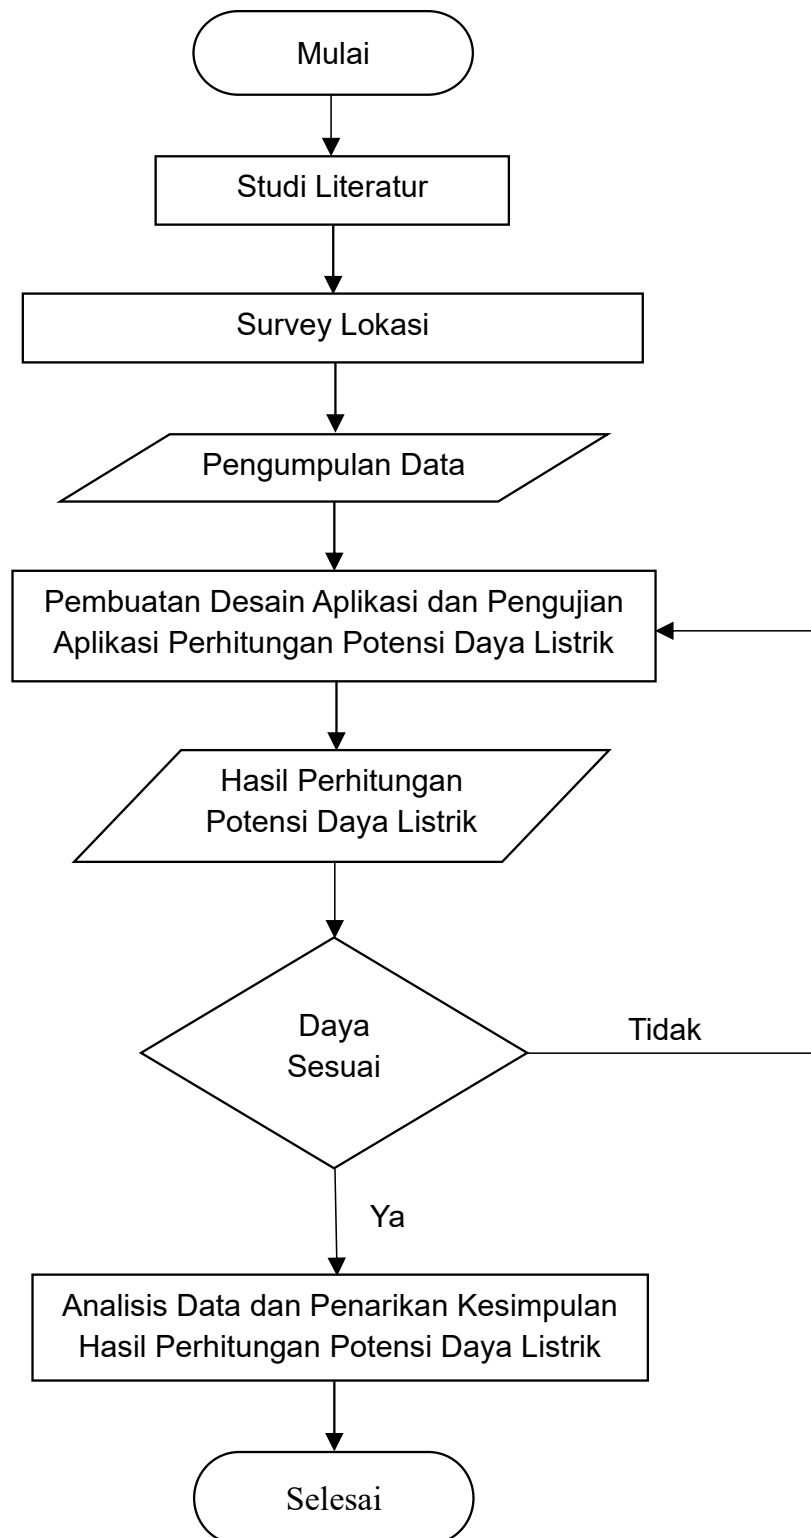 Mulai
Studi Literatur
Survey Lokasi
Pengumpulan Data
Pembuatan Desain Aplikasi dan Pengujian
Aplikasi Perhitungan Potensi Daya Listrik
Hasil Perhitungan
Potensi Daya Listrik
Daya
Sesuai
Tidak
Ya
Analisis Data dan Penarikan Kesimpulan
Hasil Perhitungan Potensi Daya Listrik
Selesai